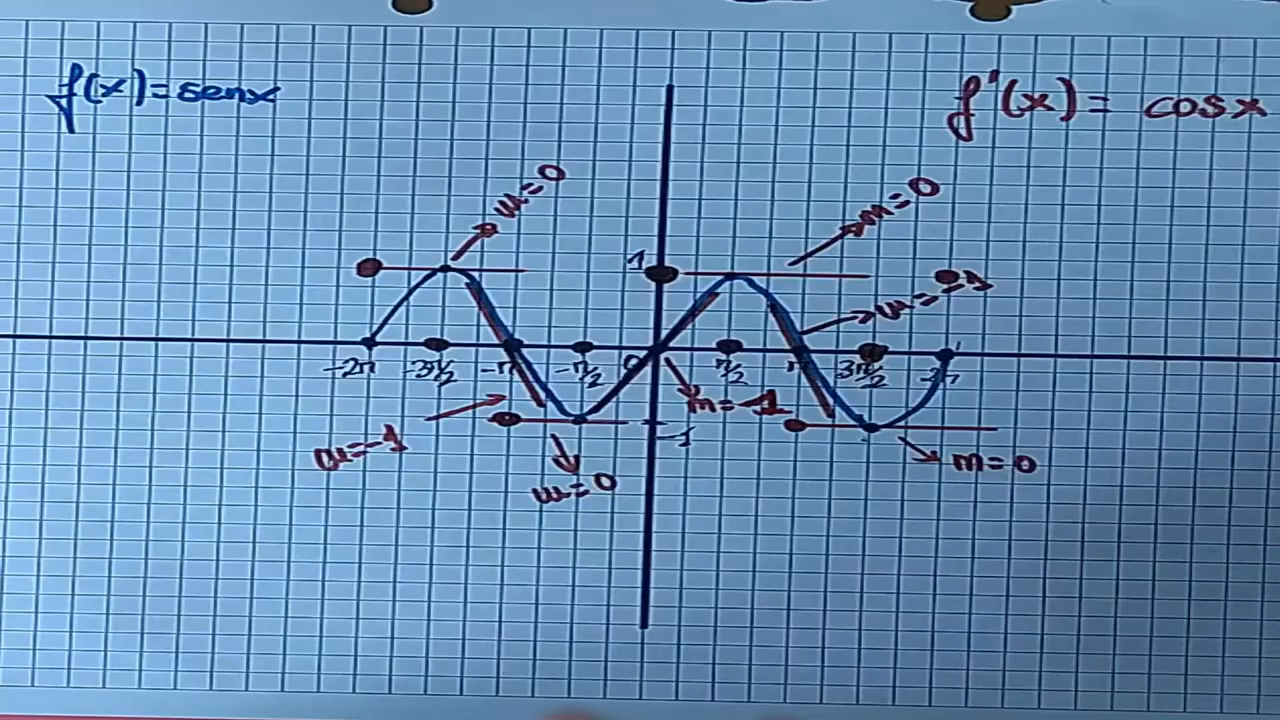 f(x)=senx
f'(x)= cosx
m=0
m=0
1
m=-1
-2π
-3π/2
-π
-π/2
0
π/2
π
3π/2
2π
m=-1
m=-1
-1
m=0
m=0